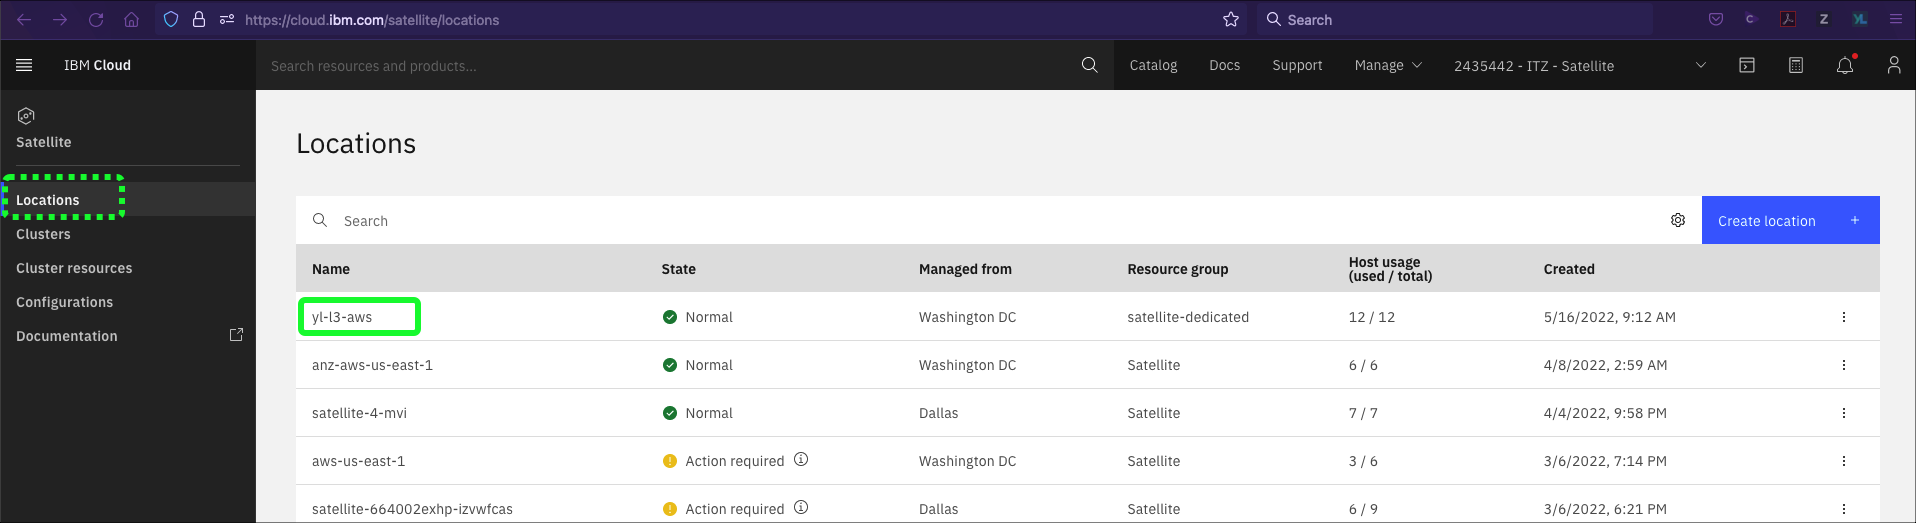 https://cloud.ibm.com/satellite/locations
Search
C
Z
YL
IBM Cloud
Search resources and products...
Catalog
Docs
Support
Manage
2435442 - ITZ - Satellite
Satellite
Locations
Clusters
Cluster resources
Configurations
Documentation
Locations
Search
Create location +
Name State Managed from Resource group Host usage (used / total) Created
yl-l3-aws Normal Washington DC satellite-dedicated 12 / 12 5/16/2022, 9:12 AM
anz-aws-us-east-1 Normal Washington DC Satellite 6 / 6 4/8/2022, 2:59 AM
satellite-4-mvi Normal Dallas Satellite 7 / 7 4/4/2022, 9:58 PM
aws-us-east-1 Action required Washington DC Satellite 3 / 6 3/6/2022, 7:14 PM
satellite-664002exhp-izvwfcas Action required Dallas Satellite 6 / 9 3/6/2022, 6:21 PM